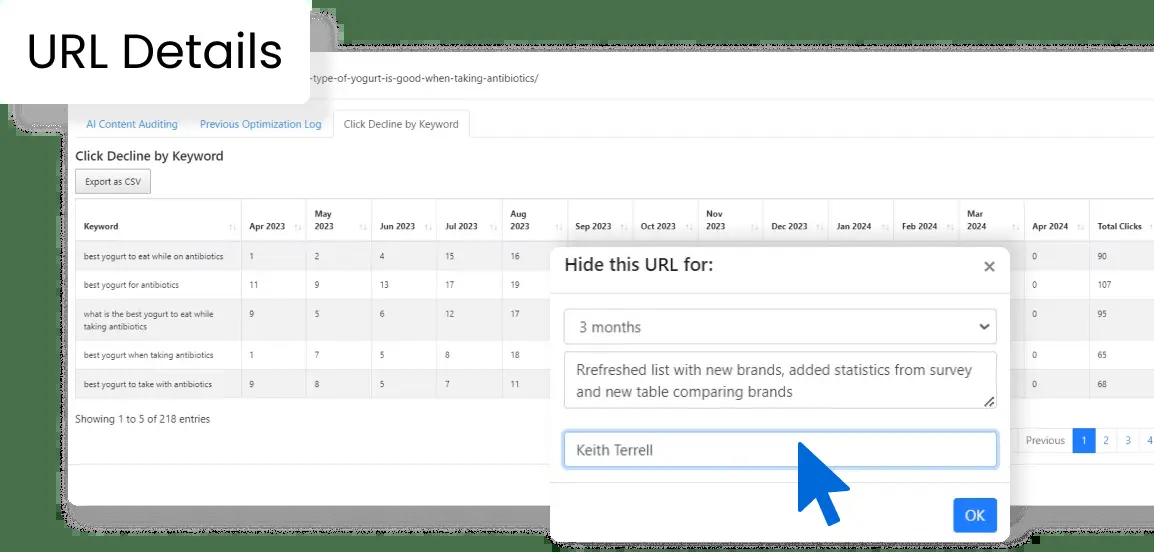 URL Details
-type-of-yogurt-is-good-when-taking-antibiotics/
AI Content Auditing Previous Optimization Log Click Decline by Keyword
Click Decline by Keyword
Export as CSV
Keyword Apr 2023 May 2023 Jun 2023 Jul 2023 Aug 2023 Sep 2023 Oct 2023 Nov 2023 Dec 2023 Jan 2024 Feb 2024 Mar 2024 Apr 2024 Total Clicks
best yogurt to eat while on antibiotics 1 2 4 15 16 0 90
best yogurt for antibiotics 11 9 13 17 19 0 107
what is the best yogurt to eat while 9 5 6 12 17 0 95
taking antibiotics
best yogurt when taking antibiotics 1 7 5 8 18 0 65
best yogurt to take with antibiotics 9 8 5 7 11 0 68
Showing 1 to 5 of 218 entries
Previous 1 2 3 4
Hide this URL for: ×
3 months
Rrefreshed list with new brands, added statistics from survey
and new table comparing brands
Keith Terrell
OK